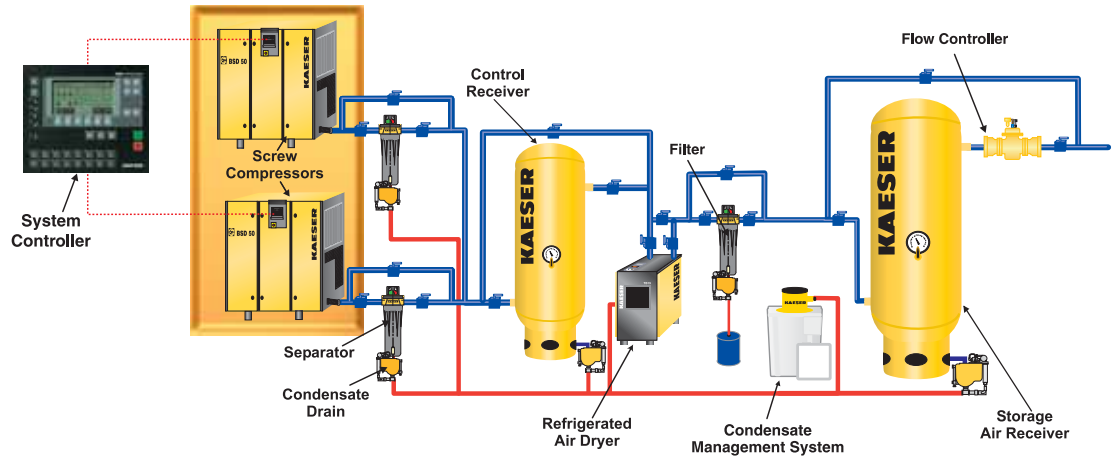 KAESER
BSD 50
Screw
Compressors
KAESER
BSD 50
System
Controller
Separator
Condensate
Drain
Control
Receiver
KAESER
Refrigerated
Air Dryer
KAESER
Filter
KAESER
Condensate
Management System
Flow Controller
KAESER
Storage
Air Receiver